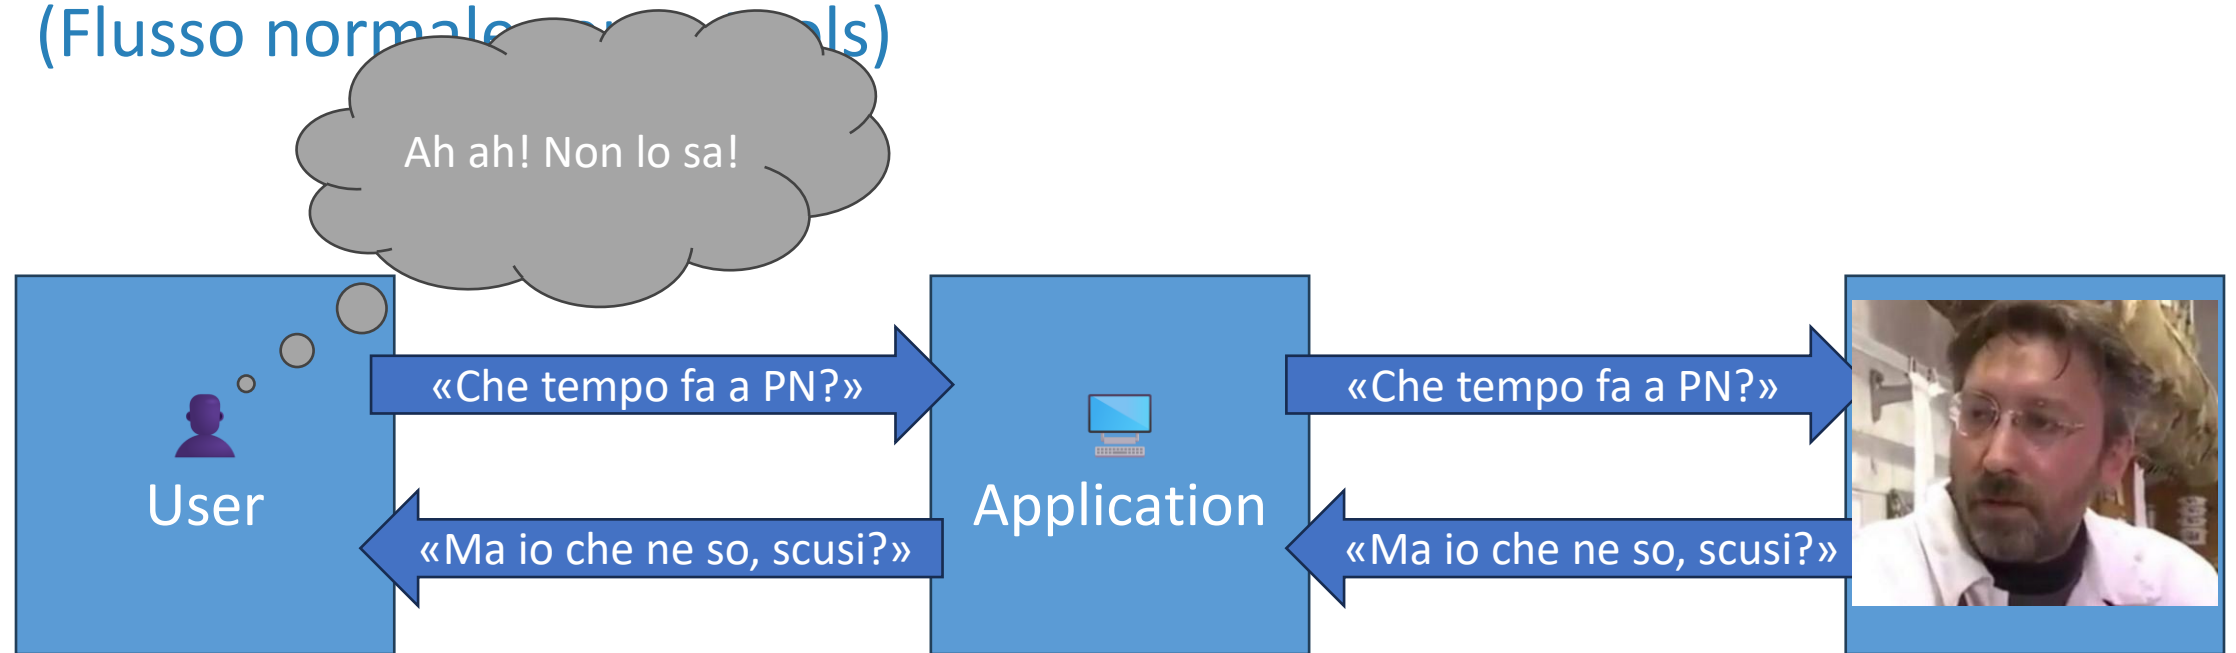 (Flusso normale ls)
Ah ah! Non lo sa!
«Che tempo fa a PN?»
«Che tempo fa a PN?»
User
Application
«Ma io che ne so, scusi?»
«Ma io che ne so, scusi?»